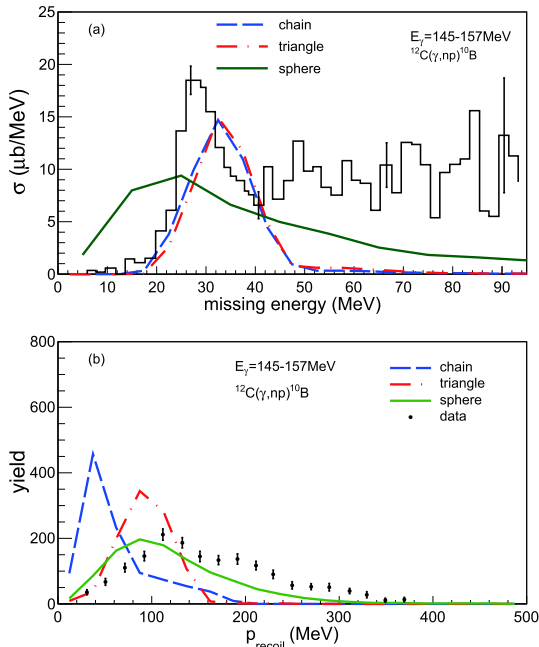 (a)
chain
triangle
sphere
Eγ=145-157MeV
¹²C(γ,np)¹⁰B
25
20
15
10
5
0
σ (μb/MeV)
0 10 20 30 40 50 60 70 80 90
missing energy (MeV)
(b)
Eγ=145-157MeV
¹²C(γ,np)¹⁰B
chain
triangle
sphere
data
800
600
400
200
0
yield
0 100 200 300 400 500
p_recoil (MeV)